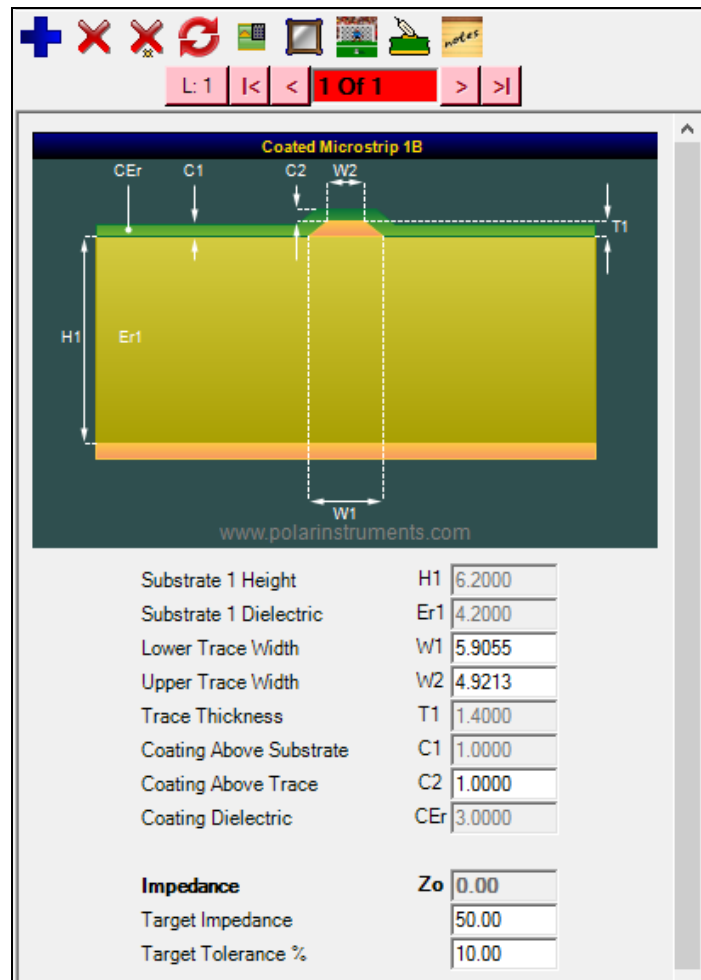 notes
L: 1 |< < 1 Of 1 > >|
Coated Microstrip 1B
CEr C1 C2 W2
T1
H1 Er1
W1
www.polarinstruments.com
Substrate 1 Height H1 6.2000
Substrate 1 Dielectric Er1 4.2000
Lower Trace Width W1 5.9055
Upper Trace Width W2 4.9213
Trace Thickness T1 1.4000
Coating Above Substrate C1 1.0000
Coating Above Trace C2 1.0000
Coating Dielectric CEr 3.0000
Impedance Zo 0.00
Target Impedance 50.00
Target Tolerance % 10.00